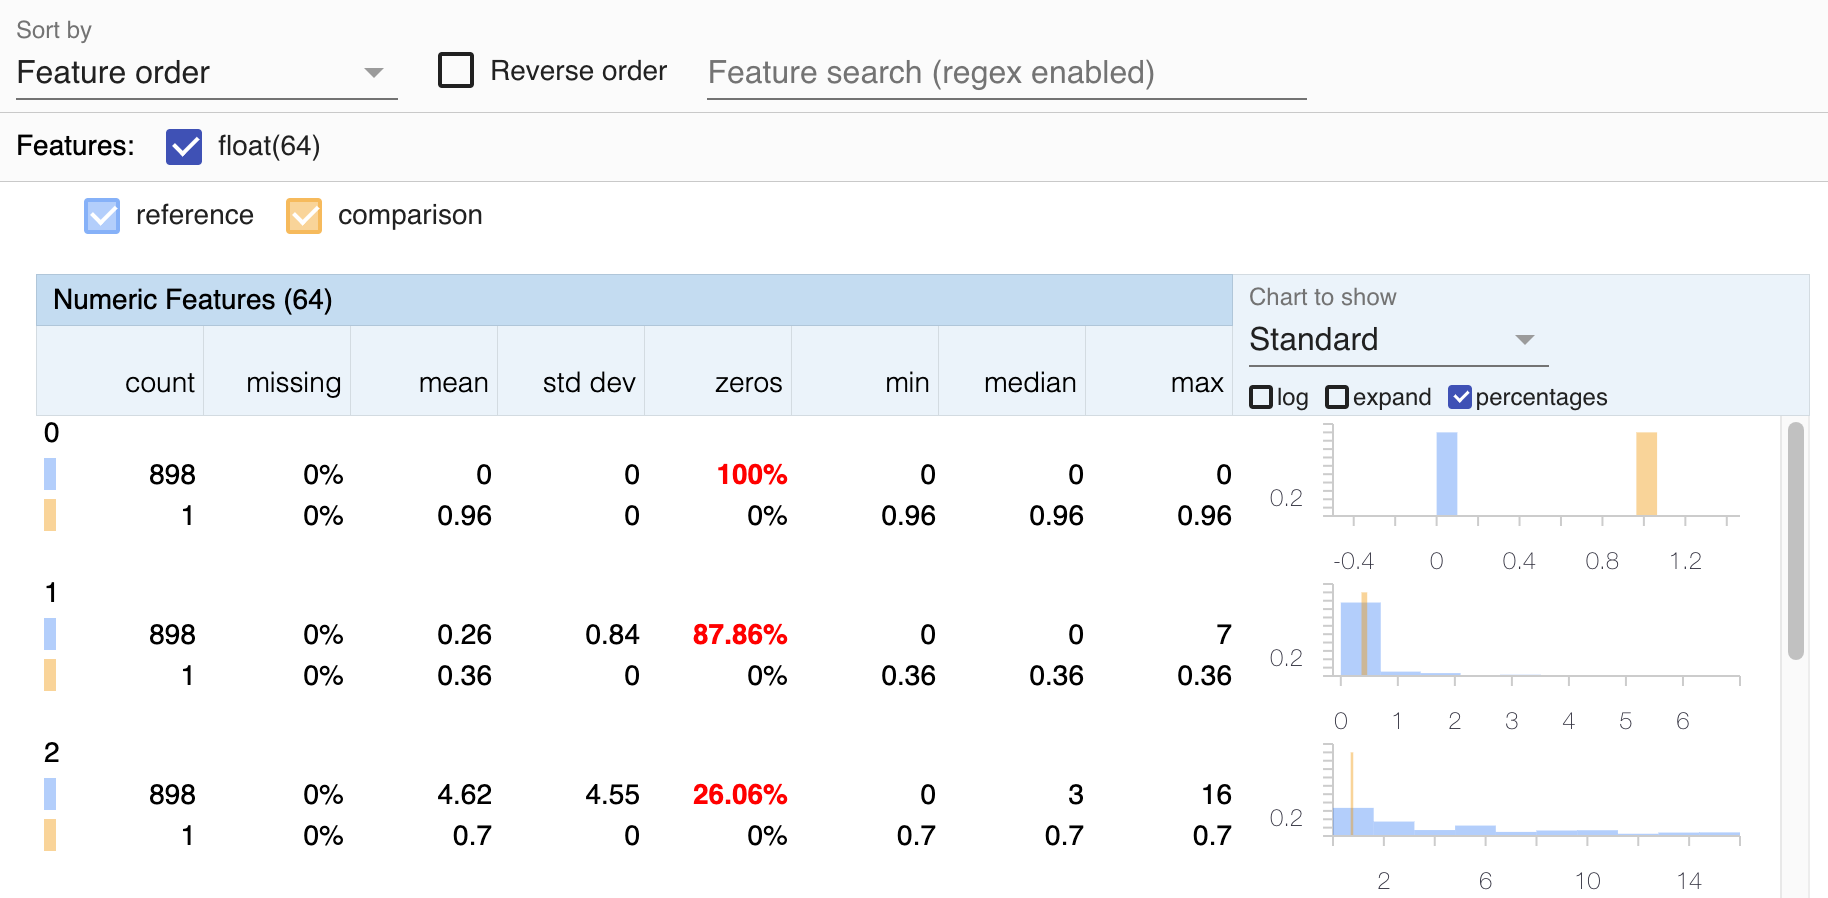 Sort by
Feature order
Reverse order
Feature search (regex enabled)
Features:
float(64)
reference
comparison
Numeric Features (64)
Chart to show
Standard
count missing mean std dev zeros min median max
log expand percentages
0
898 0% 0 0 100% 0 0 0
1 0% 0.96 0 0% 0.96 0.96 0.96
0.2
-0.4 0 0.4 0.8 1.2
1
898 0% 0.26 0.84 87.86% 0 0 7
1 0% 0.36 0 0% 0.36 0.36 0.36
0.2
0 1 2 3 4 5 6
2
898 0% 4.62 4.55 26.06% 0 3 16
1 0% 0.7 0 0% 0.7 0.7 0.7
0.2
2 6 10 14